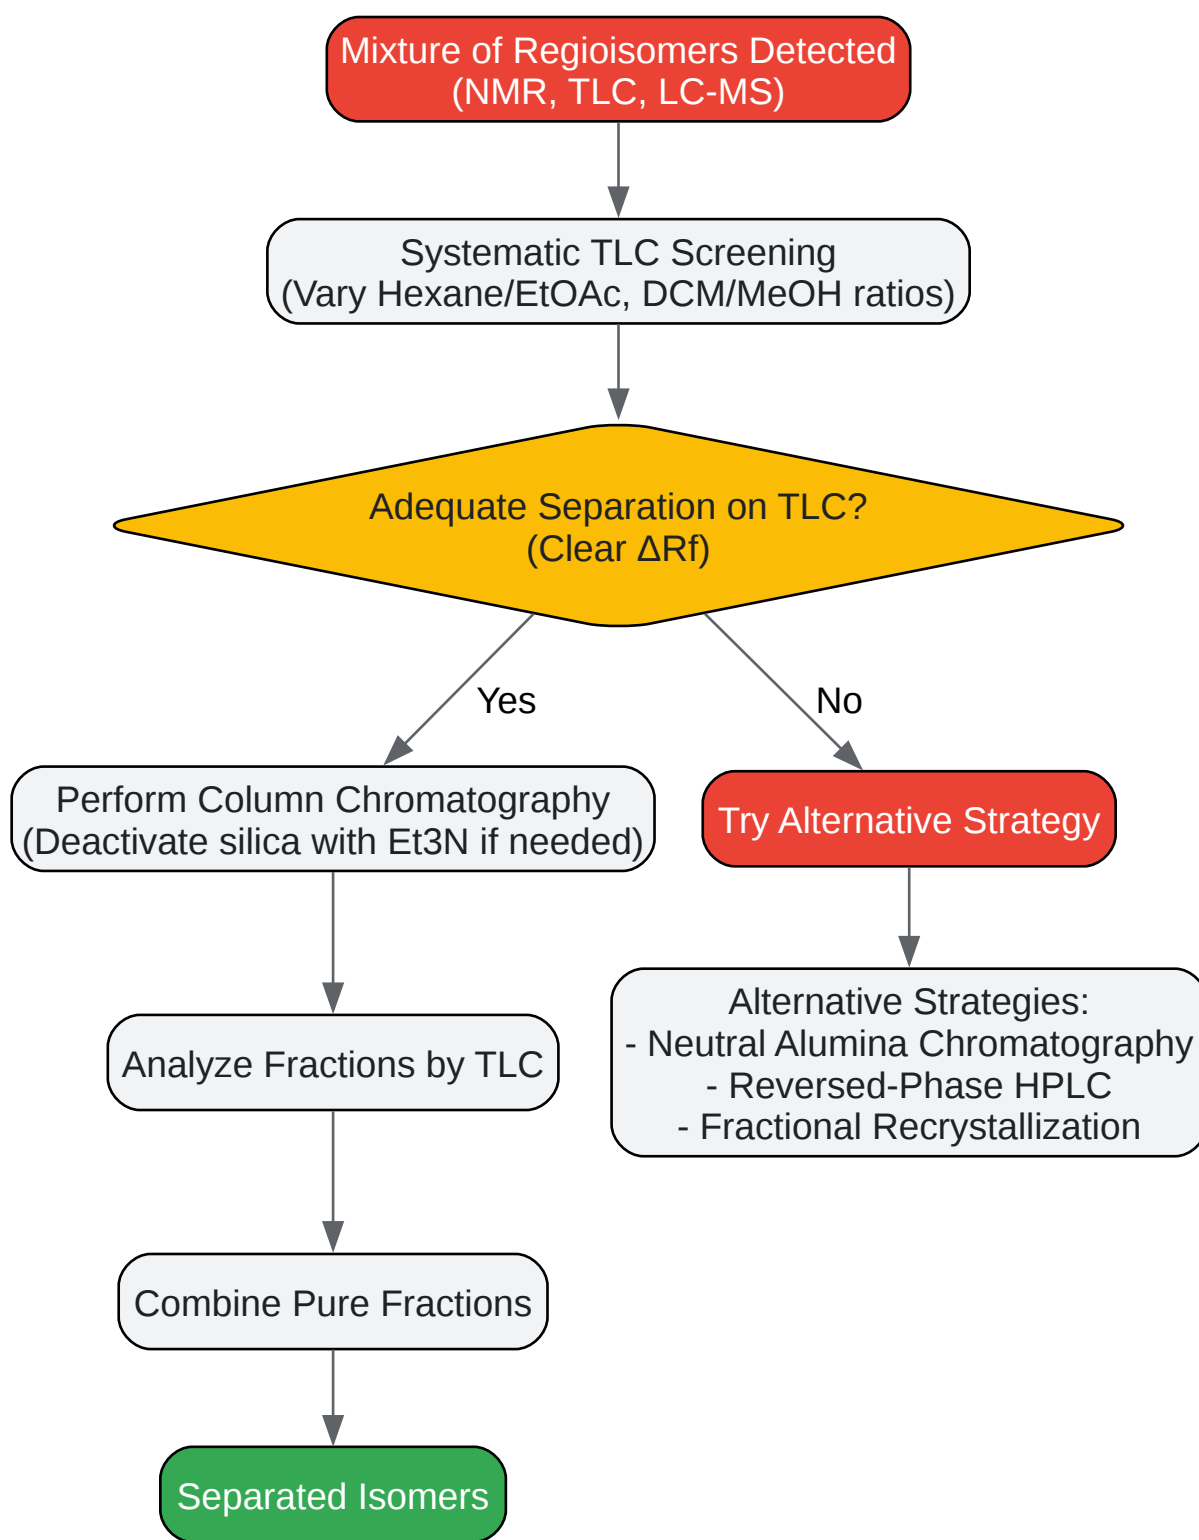 Mixture of Regioisomers Detected
(NMR, TLC, LC-MS)
Systematic TLC Screening
(Vary Hexane/EtOAc, DCM/MeOH ratios)
Adequate Separation on TLC?
(Clear ΔRf)
Yes
No
Perform Column Chromatography
(Deactivate silica with Et3N if needed)
Try Alternative Strategy
Analyze Fractions by TLC
Alternative Strategies:
- Neutral Alumina Chromatography
- Reversed-Phase HPLC
- Fractional Recrystallization
Combine Pure Fractions
Separated Isomers